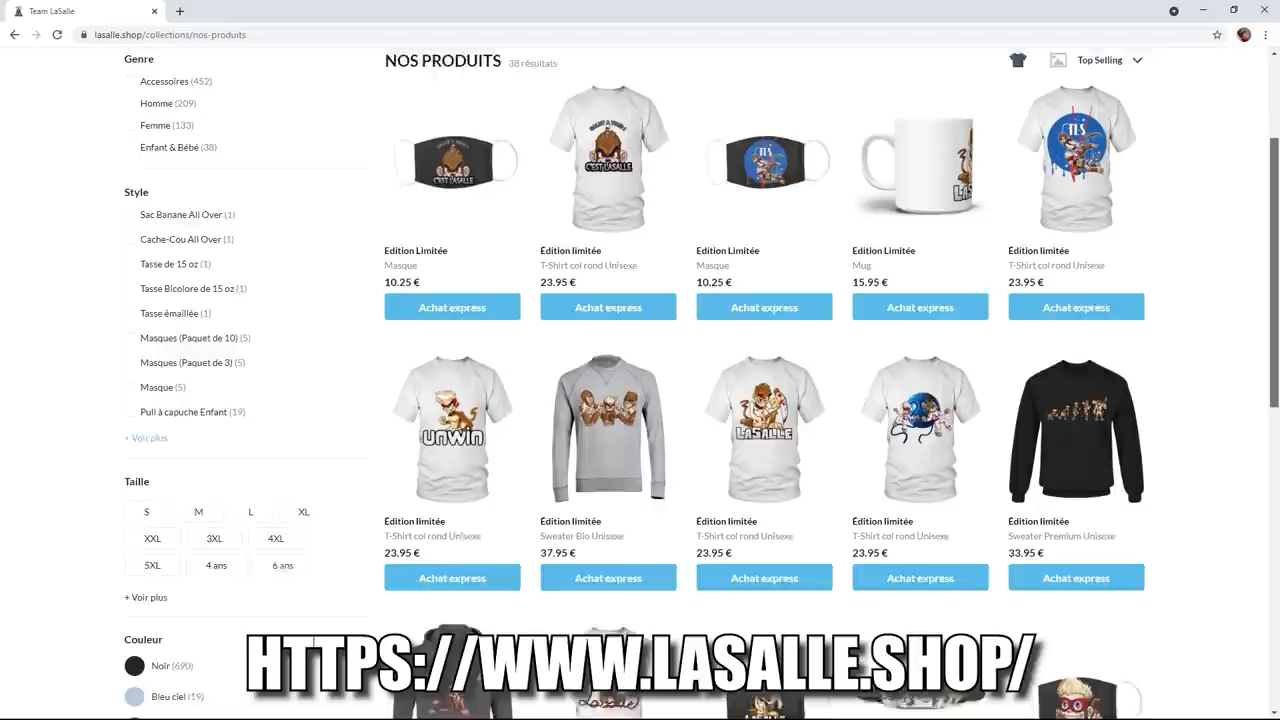 Team LaSalle
lasalle.shop/collections/nos-produits
Genre
Accessoires (452)
Homme (209)
Femme (133)
Enfant & Bébé (38)
Style
Sac Banane All Over (1)
Cache-Cou All Over (1)
Tasse de 15 oz (1)
Tasse Bicolore de 15 oz (1)
Tasse émaillée (1)
Masques (Paquet de 10) (5)
Masques (Paquet de 3) (5)
Masque (5)
Pull à capuche Enfant (19)
+ Voir plus
Taille
S M L XL
XXL 3XL 4XL
5XL 4 ans 6 ans
+ Voir plus
Couleur
Noir (690)
Bleu ciel (19)
NOS PRODUITS 38 résultats
Top Selling
C'EST LASALLE
C'EST LASALLE
TLS
TLS
Edition Limitée
Masque
10.25 €
Achat express
Édition limitée
T-Shirt col rond Unisexe
23.95 €
Achat express
Edition Limitée
Masque
10.25 €
Achat express
Edition Limitée
Mug
15.95 €
Achat express
Édition limitée
T-Shirt col rond Unisexe
23.95 €
Achat express
UNWIN
LASALLE
Édition limitée
T-Shirt col rond Unisexe
23.95 €
Achat express
Édition limitée
Sweater Bio Unisexe
37.95 €
Achat express
Édition limitée
T-Shirt col rond Unisexe
23.95 €
Achat express
Édition limitée
T-Shirt col rond Unisexe
23.95 €
Achat express
Édition limitée
Sweater Premium Unisexe
33.95 €
Achat express
HTTPS://WWW.LASALLE.SHOP/